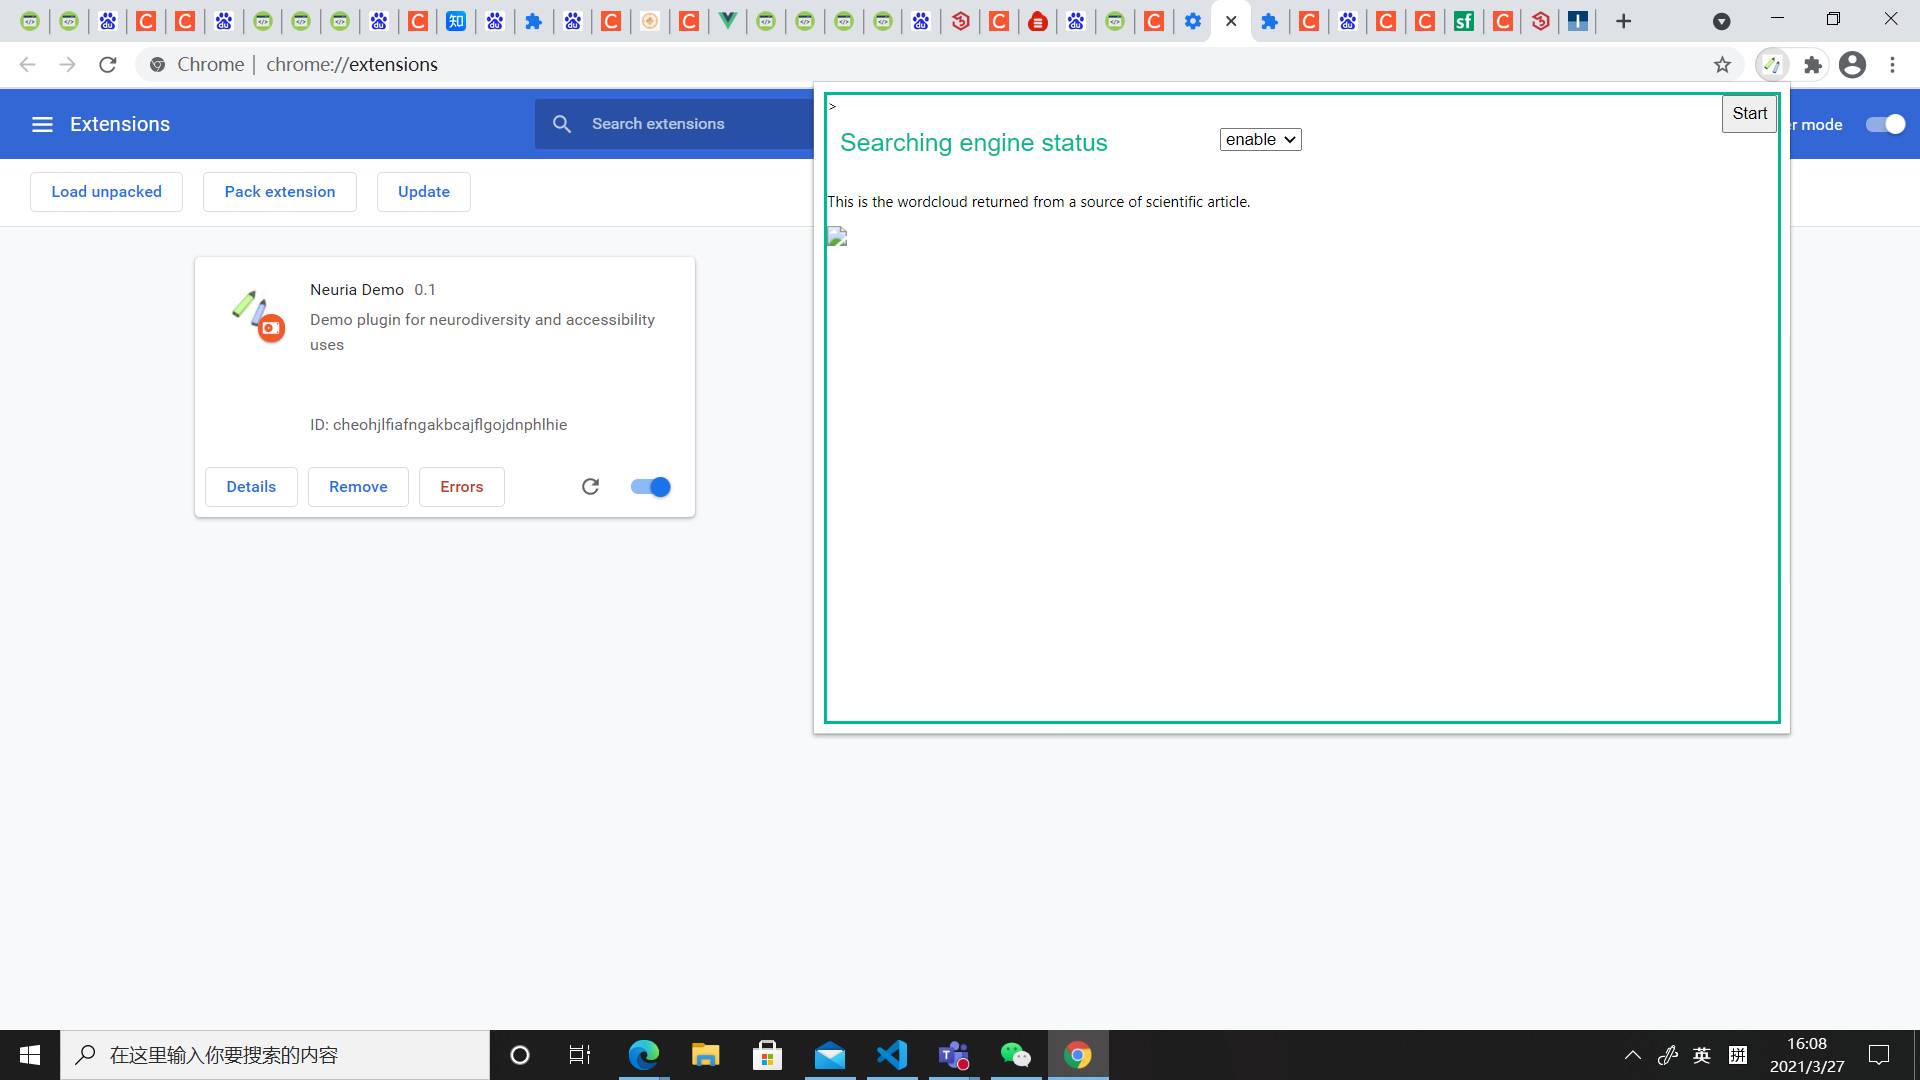 Chrome | chrome://extensions
Extensions
Search extensions
er mode
Load unpacked
Pack extension
Update
Neuria Demo 0.1
Demo plugin for neurodiversity and accessibility
uses
ID: cheohjlfiafngakbcajflgojdnphlhie
Details
Remove
Errors
>
Start
Searching engine status
enable
This is the wordcloud returned from a source of scientific article.
在这里输入你要搜索的内容
英
拼
16:08
2021/3/27